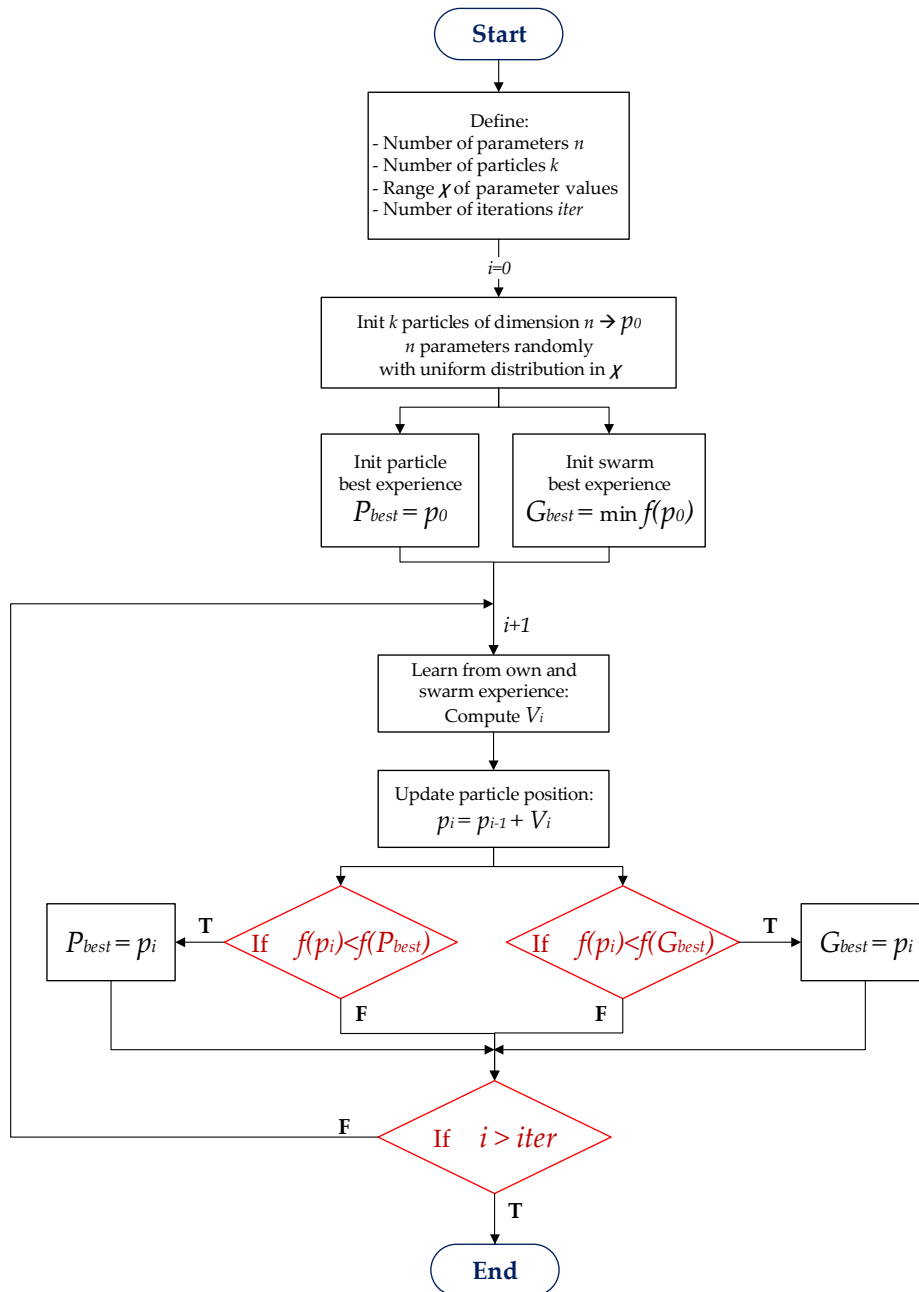 Start
Define:
- Number of parameters n
- Number of particles k
- Range χ of parameter values
- Number of iterations iter
i=0
Init k particles of dimension n → p0
n parameters randomly
with uniform distribution in χ
Init particle
best experience
Pbest = p0
Init swarm
best experience
Gbest = min f(p0)
i+1
Learn from own and
swarm experience:
Compute Vi
Update particle position:
pi = pi-1 + Vi
Pbest = pi
T
If f(pi)<f(Pbest)
If f(pi)<f(Gbest)
T
Gbest = pi
F
F
F
If i > iter
T
End